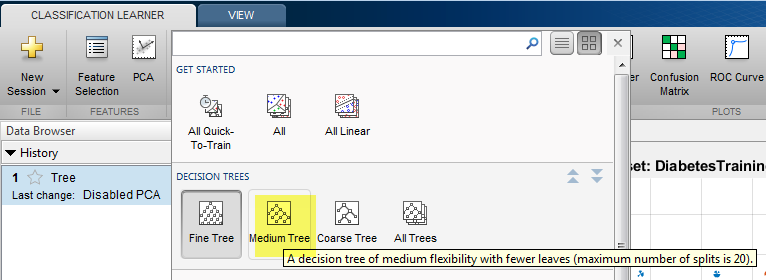 CLASSIFICATION LEARNER VIEW
New Session
Feature Selection
PCA
FILE FEATURES
GET STARTED
All Quick-To-Train
All
All Linear
DECISION TREES
Fine Tree
Medium Tree
Coarse Tree
All Trees
A decision tree of medium flexibility with fewer leaves (maximum number of splits is 20).
Confusion Matrix
ROC Curve
PLOTS
Data Browser
History
1 Tree
Last change: Disabled PCA
set: DiabetesTraining